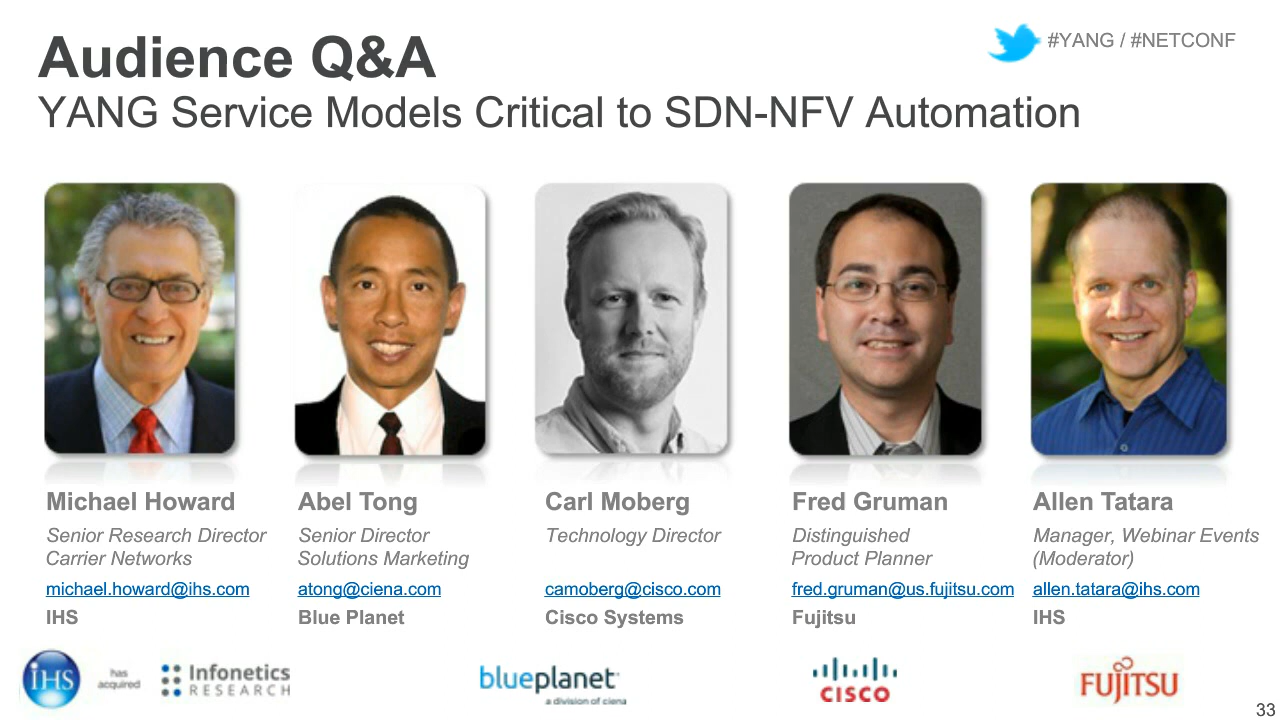 Audience Q&A
#YANG / #NETCONF
YANG Service Models Critical to SDN-NFV Automation
Michael Howard
Senior Research Director
Carrier Networks
michael.howard@ihs.com
IHS
Abel Tong
Senior Director
Solutions Marketing
atong@ciena.com
Blue Planet
Carl Moberg
Technology Director
camoberg@cisco.com
Cisco Systems
Fred Gruman
Distinguished
Product Planner
fred.gruman@us.fujitsu.com
Fujitsu
Allen Tatara
Manager, Webinar Events
(Moderator)
allen.tatara@ihs.com
IHS
IHS
has
acquired
Infonetics
RESEARCH
blueplanet
a division of ciena
CISCO
FUJITSU
33